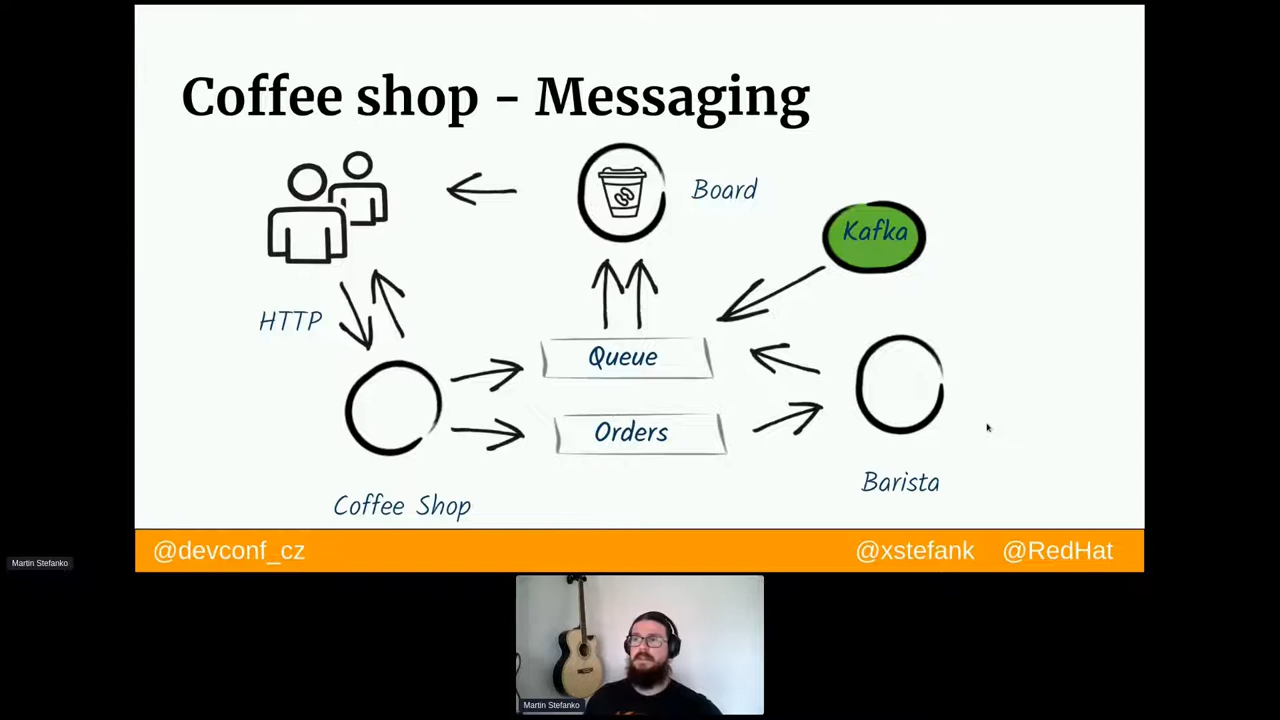 Coffee shop - Messaging
Board
Kafka
HTTP
Queue
Orders
Barista
Coffee Shop
@devconf_cz
@xstefank @RedHat
Martin Stefanko
Martin Stefanko